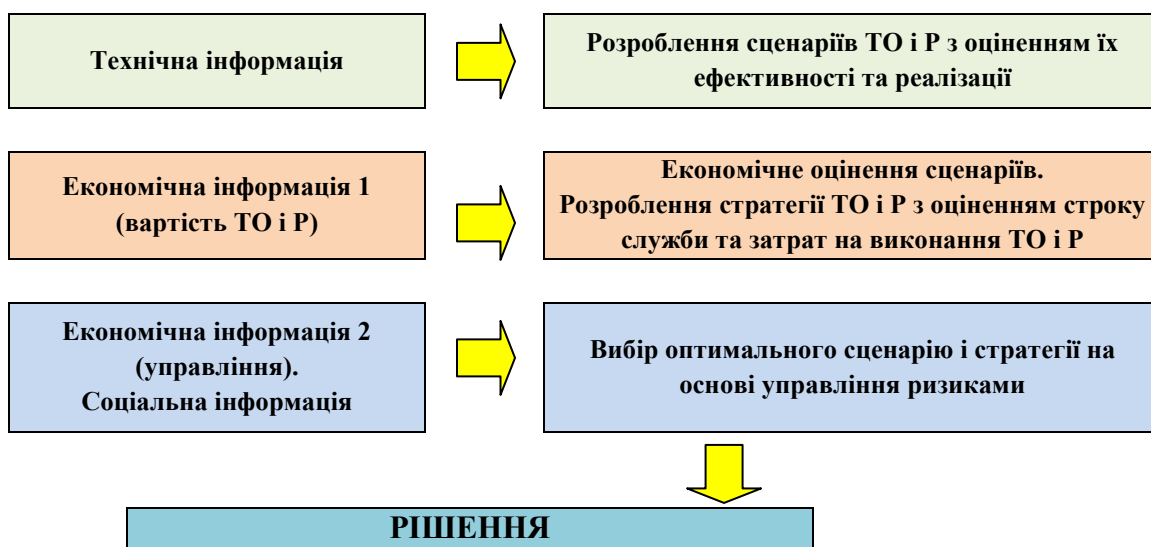 Технічна інформація
Розроблення сценаріїв ТО і Р з оціненням їх
ефективності та реалізації
Економічна інформація 1
(вартість ТО і Р)
Економічне оцінення сценаріїв.
Розроблення стратегії ТО і Р з оціненням строку
служби та затрат на виконання ТО і Р
Економічна інформація 2
(управління).
Соціальна інформація
Вибір оптимального сценарію і стратегії на
основі управління ризиками
РІШЕННЯ